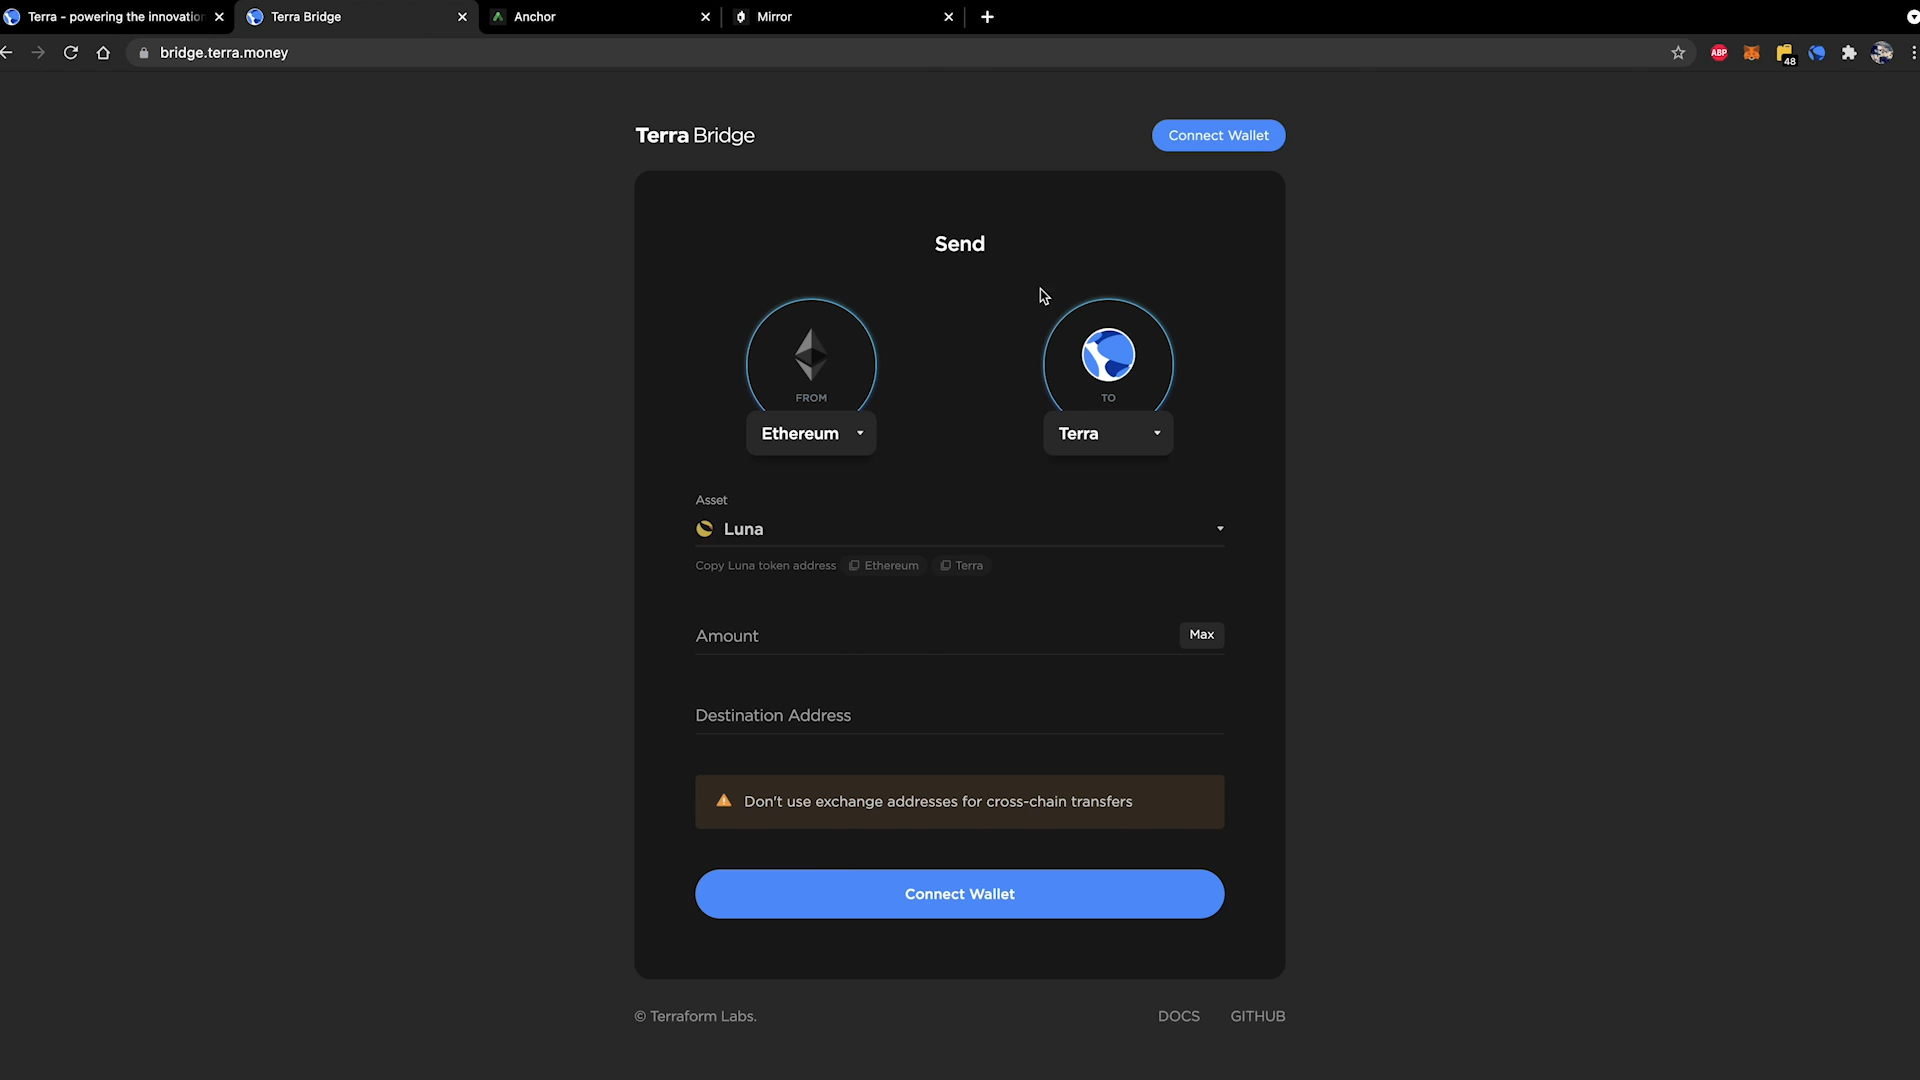 Terra - powering the innovation
Terra Bridge
Anchor
Mirror
bridge.terra.money
ABP
48
Terra Bridge
Connect Wallet
Send
FROM
TO
Ethereum
Terra
Asset
Luna
Copy Luna token address
Ethereum
Terra
Amount
Max
Destination Address
Don't use exchange addresses for cross-chain transfers
Connect Wallet
© Terraform Labs.
DOCS
GITHUB